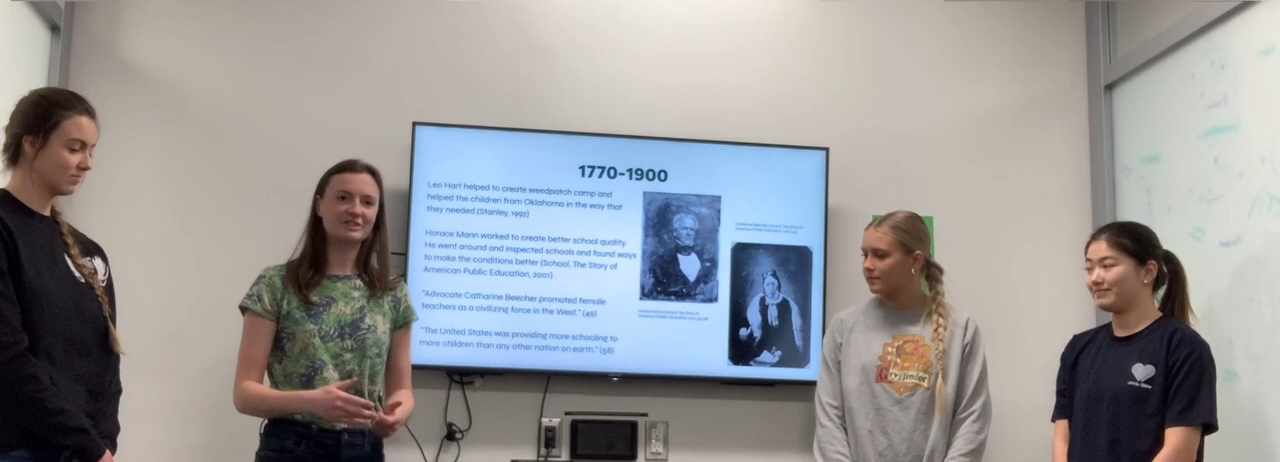 1770-1900
Leo Hart helped to create weedpatch camp and
helped the children from Oklahoma in the way that
they needed (Stanley, 1992)
Horace Mann worked to create better school quality.
He went around and inspected schools and found ways
to make the conditions better (School, The Story of
American Public Education, 2001) .
"Advocate Catharine Beecher promoted female
teachers as a civilizing force in the West." (49)
"The United States was providing more schooling to
more children than any other nation on earth." (58)
Gryffindor